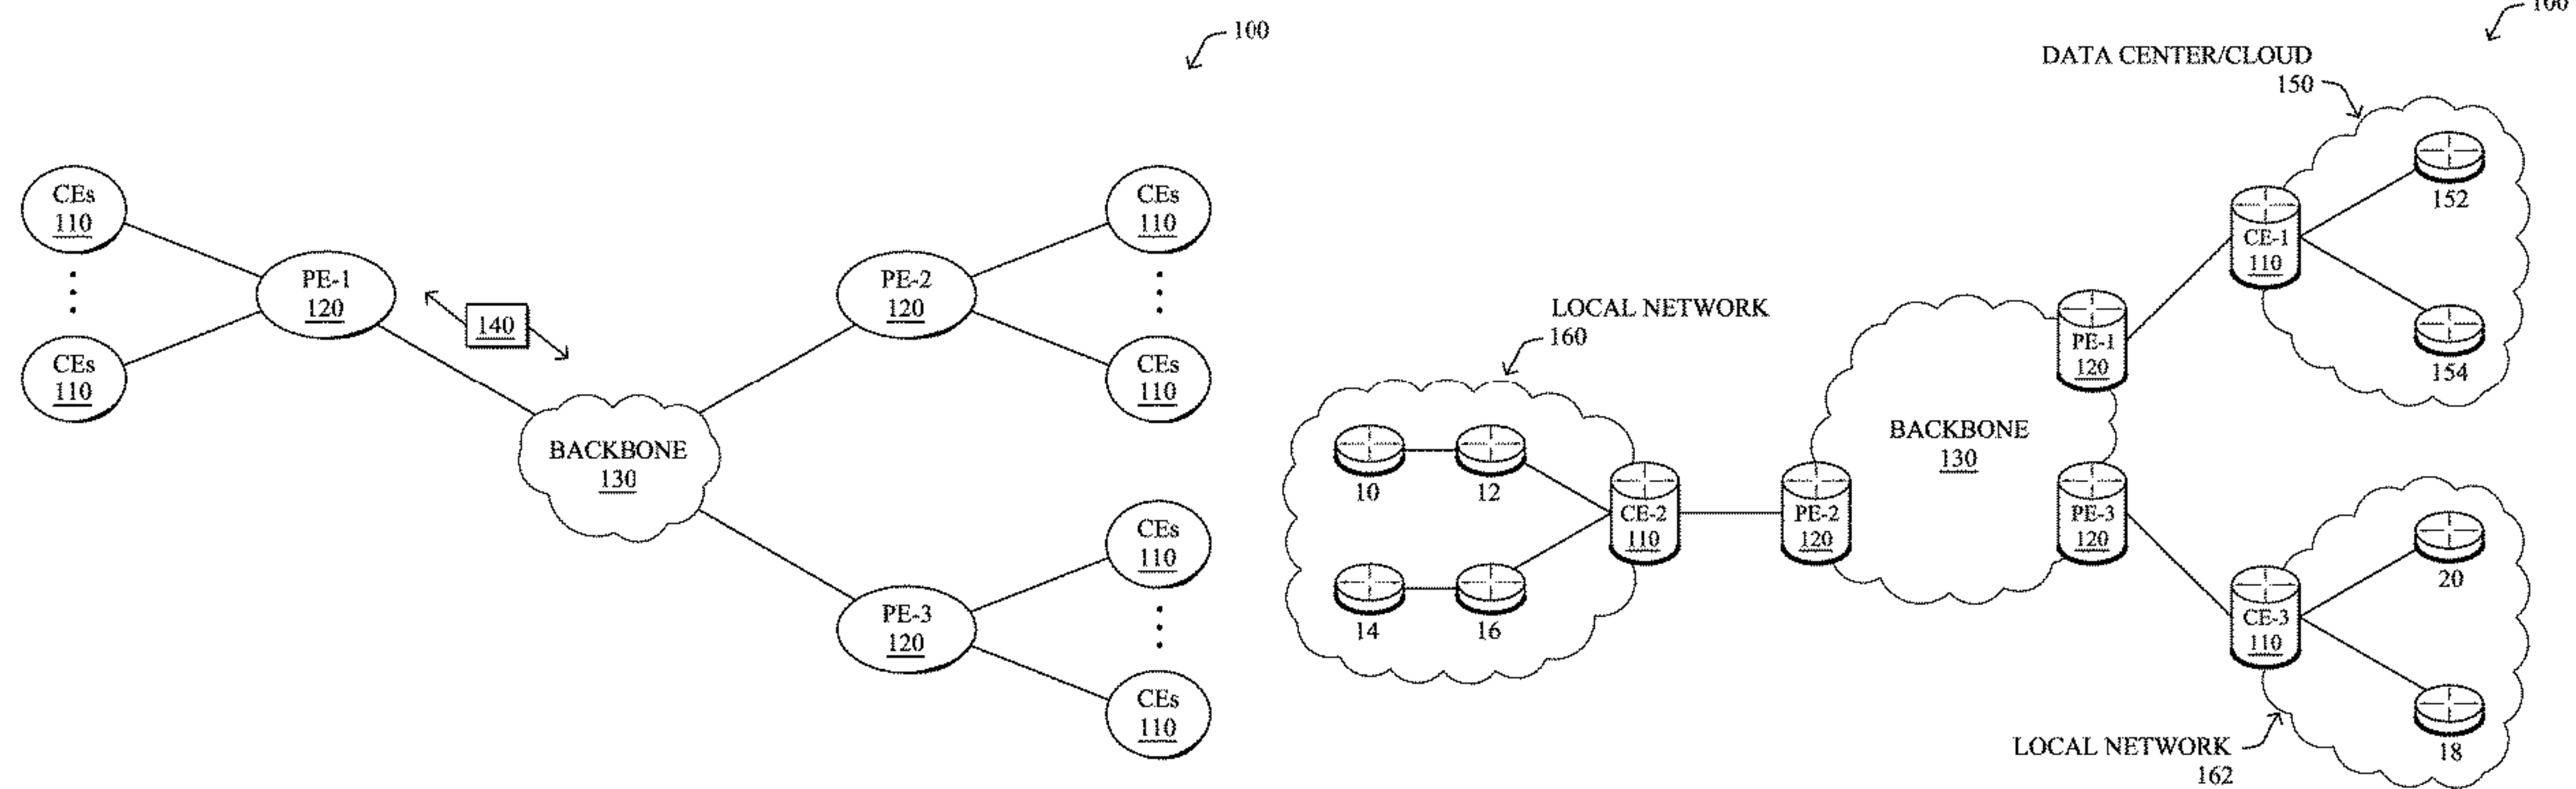 100
CEs
110
CEs
110
PE-1
120
140
BACKBONE
130
PE-2
120
CEs
110
CEs
110
PE-3
120
CEs
110
CEs
110
100
DATA CENTER/CLOUD
150
152
154
CE-1
110
LOCAL NETWORK
160
10
12
14
16
CE-2
110
PE-2
120
BACKBONE
130
PE-1
120
PE-3
120
CE-3
110
20
18
LOCAL NETWORK
162